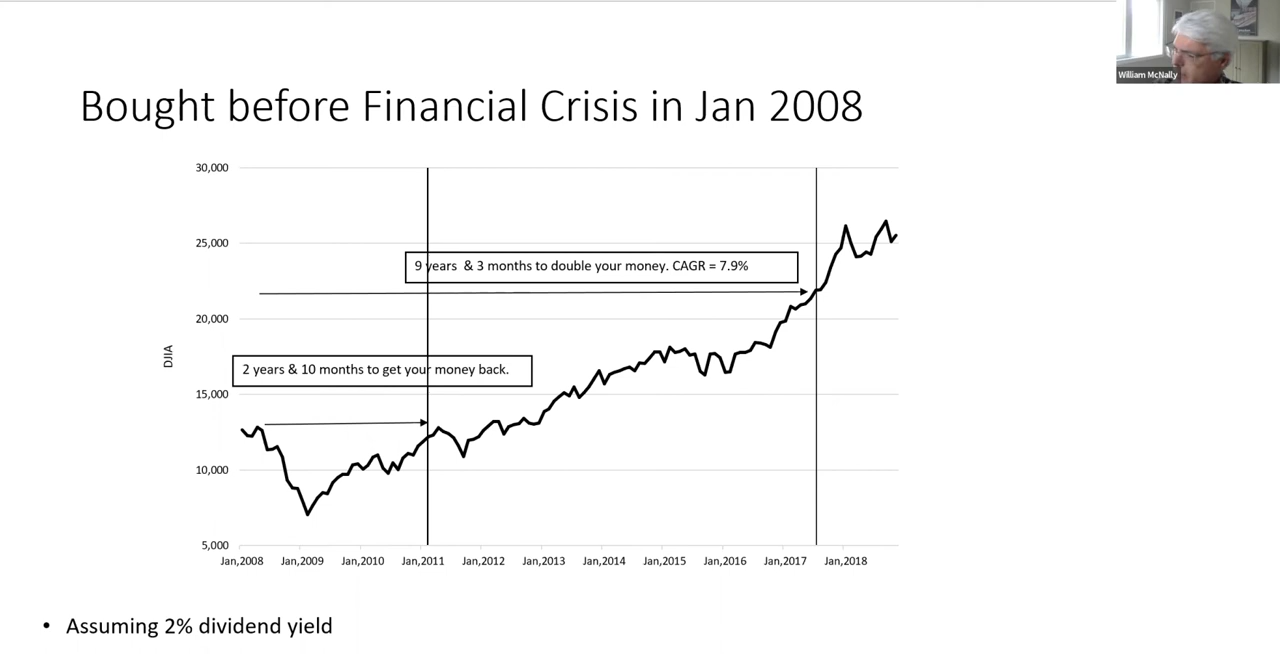 William McNally
Bought before Financial Crisis in Jan 2008
30,000
25,000
9 years & 3 months to double your money. CAGR = 7.9%
20,000
DJIA
2 years & 10 months to get your money back.
15,000
10,000
5,000
Jan,2008 Jan,2009 Jan,2010 Jan,2011 Jan,2012 Jan,2013 Jan,2014 Jan,2015 Jan,2016 Jan,2017 Jan,2018
• Assuming 2% dividend yield